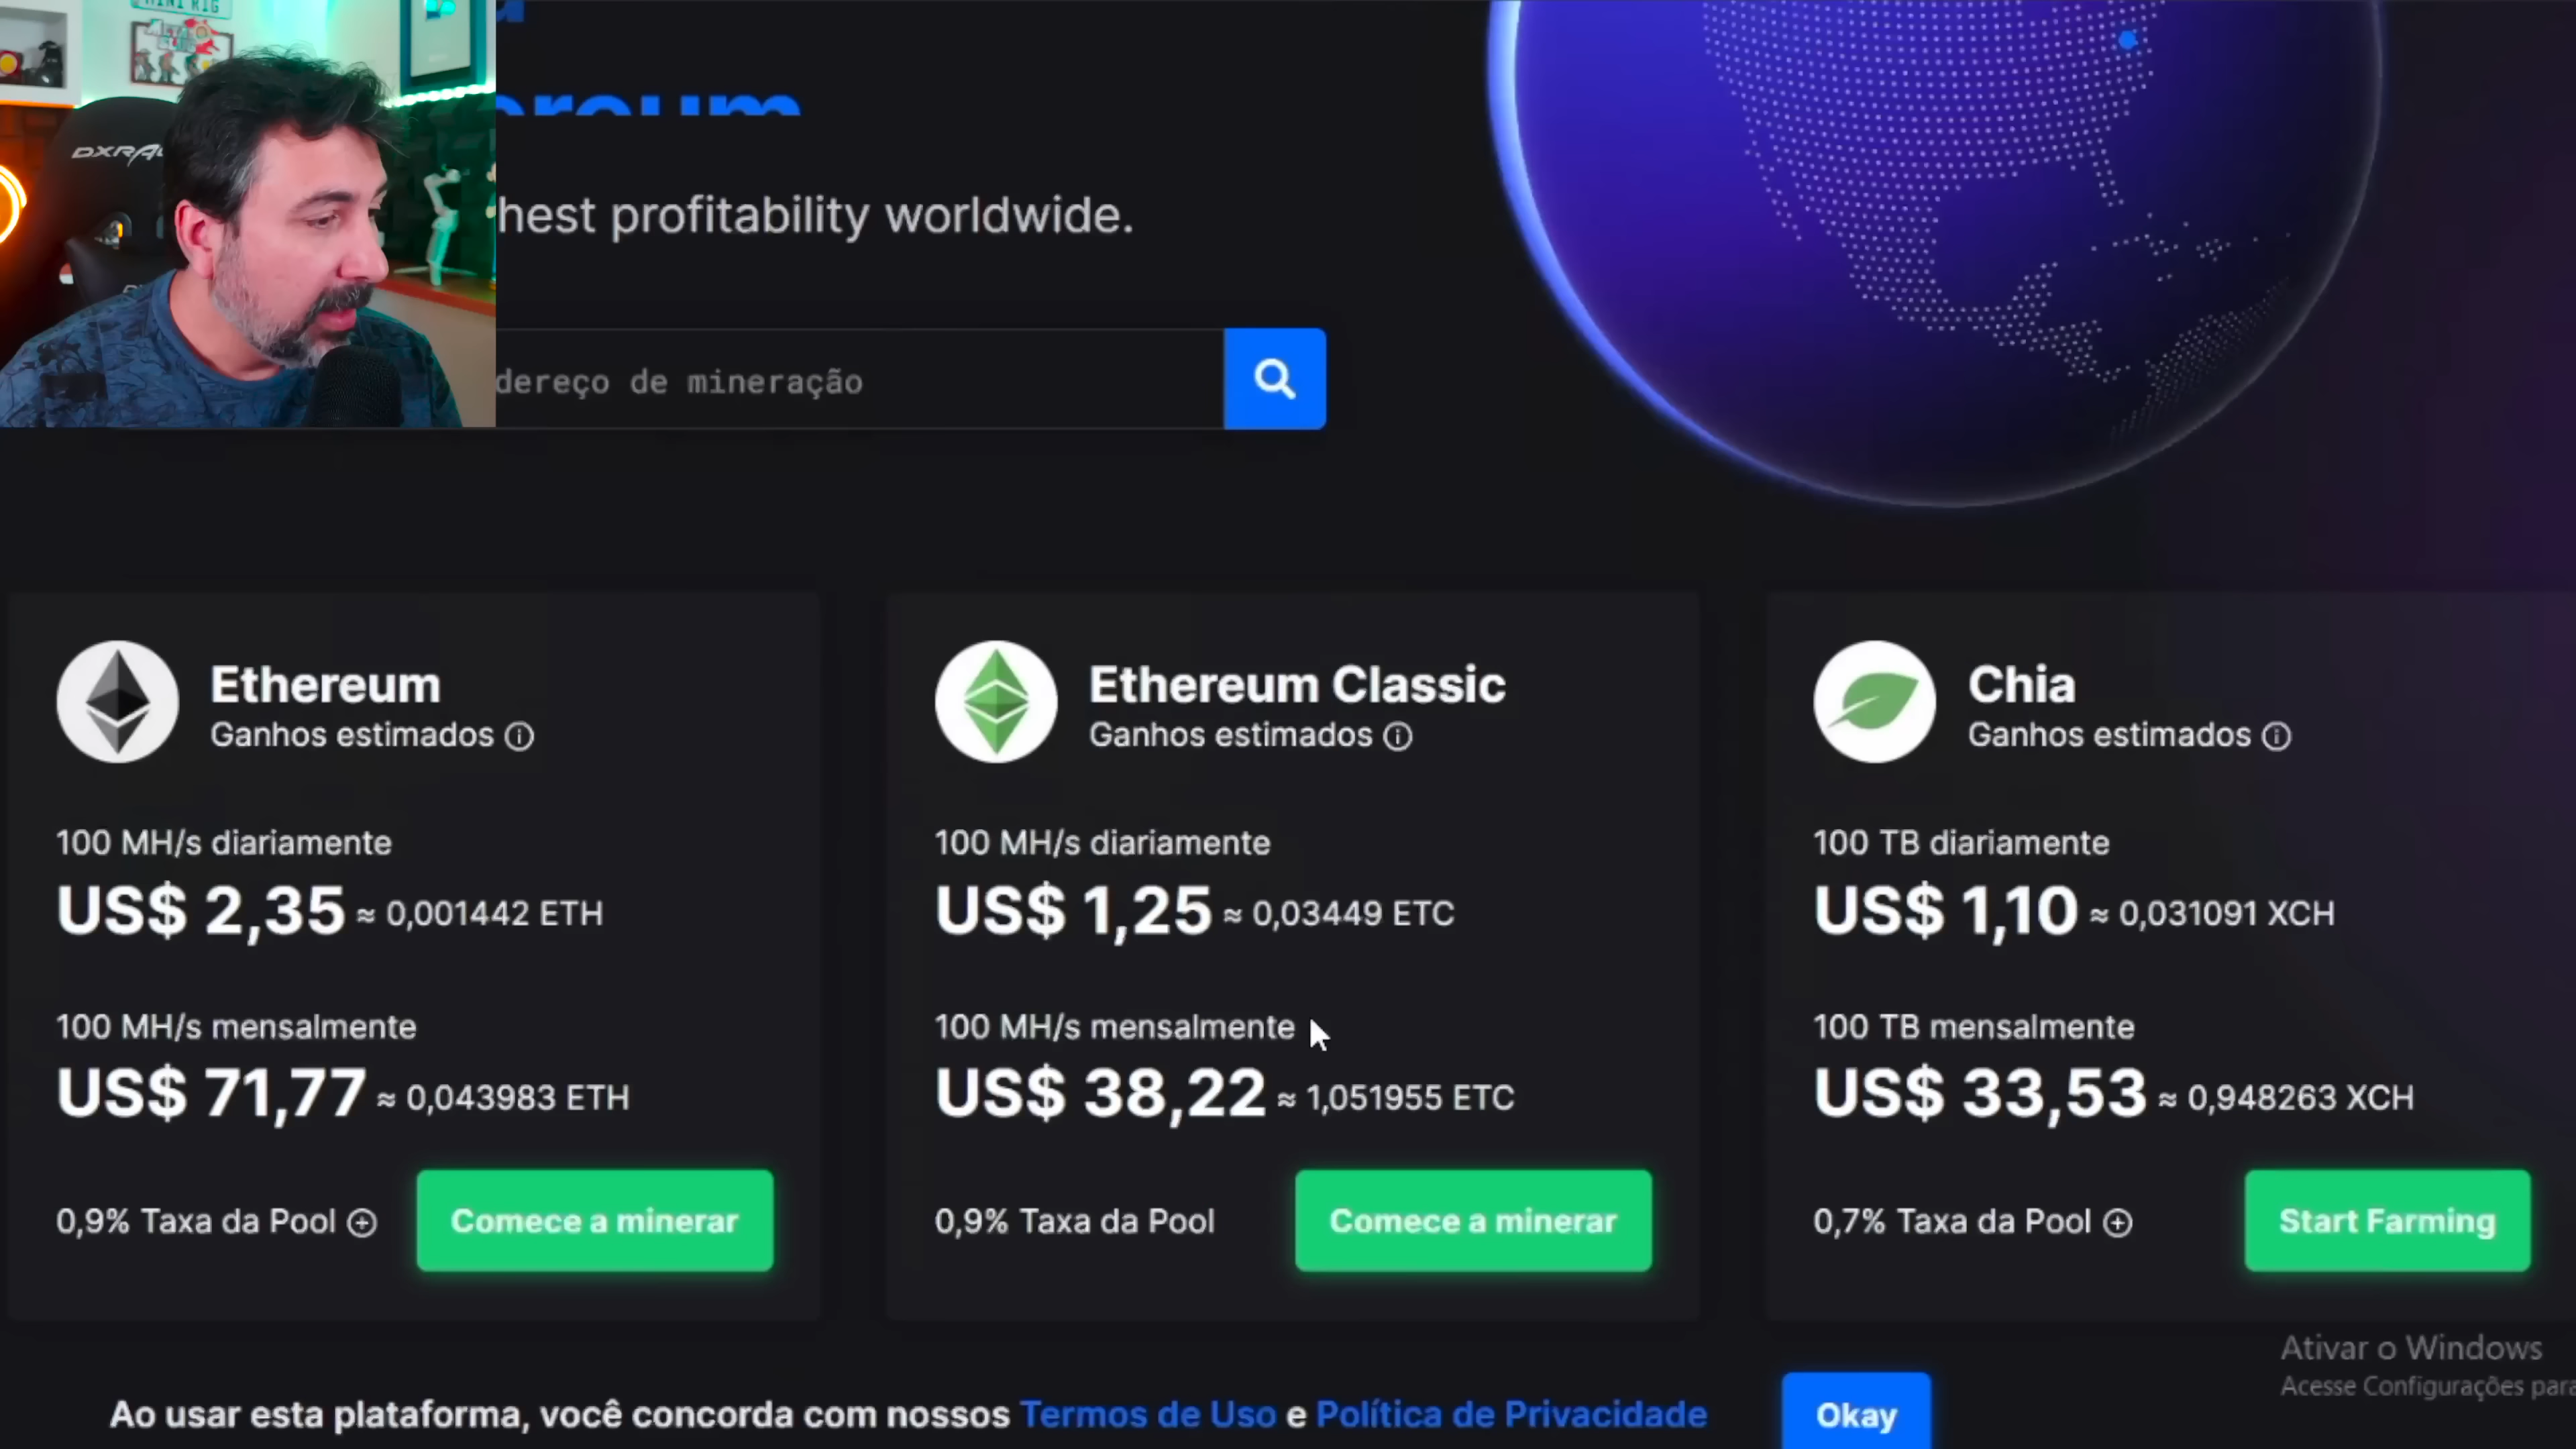 MINI RIG
DXRA
ereum
hest profitability worldwide.
dereço de mineração
Ethereum
Ganhos estimados
100 MH/s diariamente
US$ 2,35 ≈ 0,001442 ETH
100 MH/s mensalmente
US$ 71,77 ≈ 0,043983 ETH
0,9% Taxa da Pool
Comece a minerar
Ethereum Classic
Ganhos estimados
100 MH/s diariamente
US$ 1,25 ≈ 0,03449 ETC
100 MH/s mensalmente
US$ 38,22 ≈ 1,051955 ETC
0,9% Taxa da Pool
Comece a minerar
Chia
Ganhos estimados
100 TB diariamente
US$ 1,10 ≈ 0,031091 XCH
100 TB mensalmente
US$ 33,53 ≈ 0,948263 XCH
0,7% Taxa da Pool
Start Farming
Ativar o Windows
Acesse Configurações para
Ao usar esta plataforma, você concorda com nossos Termos de Uso e Política de Privacidade
Okay